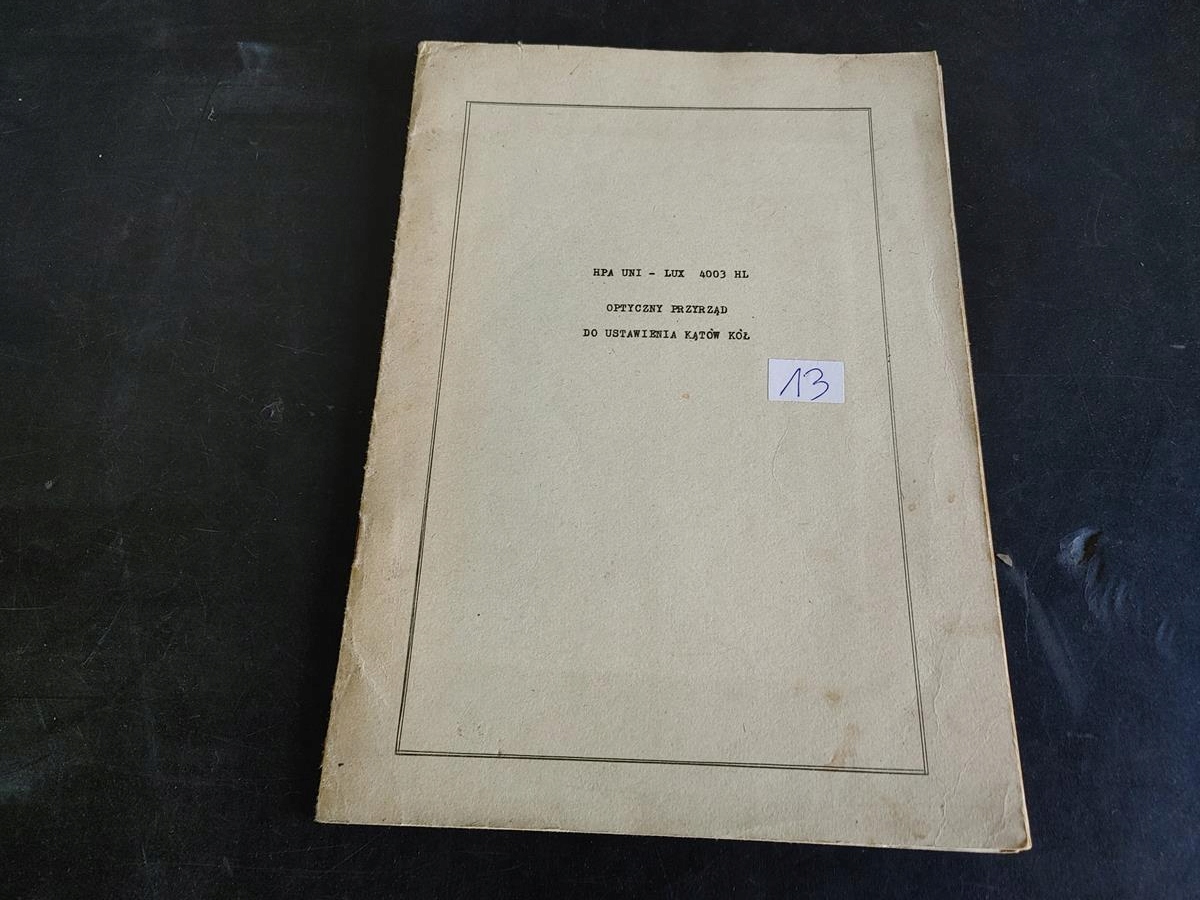 HPA UNI - LUX 4003 HL
OPTYCZNY PRZYRZĄD
DO USTAWIENIA KĄTÓW KÓŁ
13